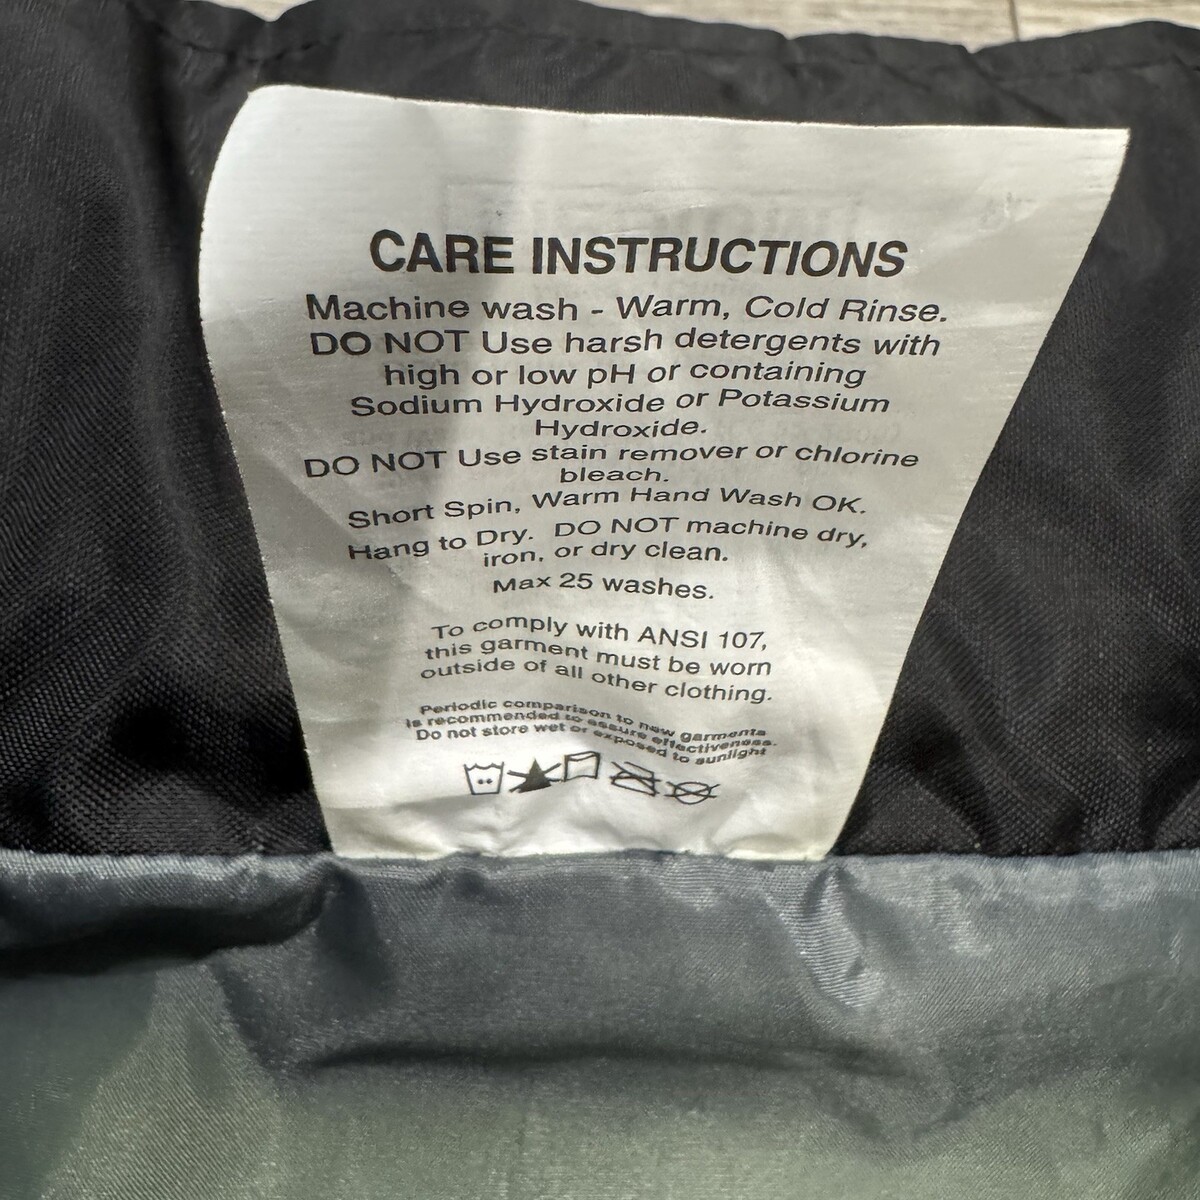 CARE INSTRUCTIONS
Machine wash - Warm, Cold Rinse.
DO NOT Use harsh detergents with
high or low pH or containing
Sodium Hydroxide or Potassium
Hydroxide.
DO NOT Use stain remover or chlorine
bleach.
Short Spin, Warm Hand Wash OK.
Hang to Dry. DO NOT machine dry,
iron, or dry clean.
Max 25 washes.
To comply with ANSI 107,
this garment must be worn
outside of all other clothing.
Periodic comparison to new garments
is recommended to assure effectiveness.
Do not store wet or exposed to sunlight